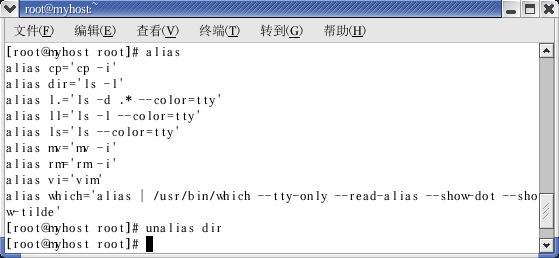 root@myhost:~
文件(F) 编辑(E) 查看(V) 终端(T) 转到(G) 帮助(H)
[root@myhost root]# alias
alias cp='cp -i'
alias dir='ls -l'
alias l.='ls -d .* --color=tty'
alias ll='ls -l --color=tty'
alias ls='ls --color=tty'
alias mv='mv -i'
alias rm='rm -i'
alias vi='vim'
alias which='alias | /usr/bin/which --tty-only --read-alias --show-dot --sho
w-tilde'
[root@myhost root]# unalias dir
[root@myhost root]#